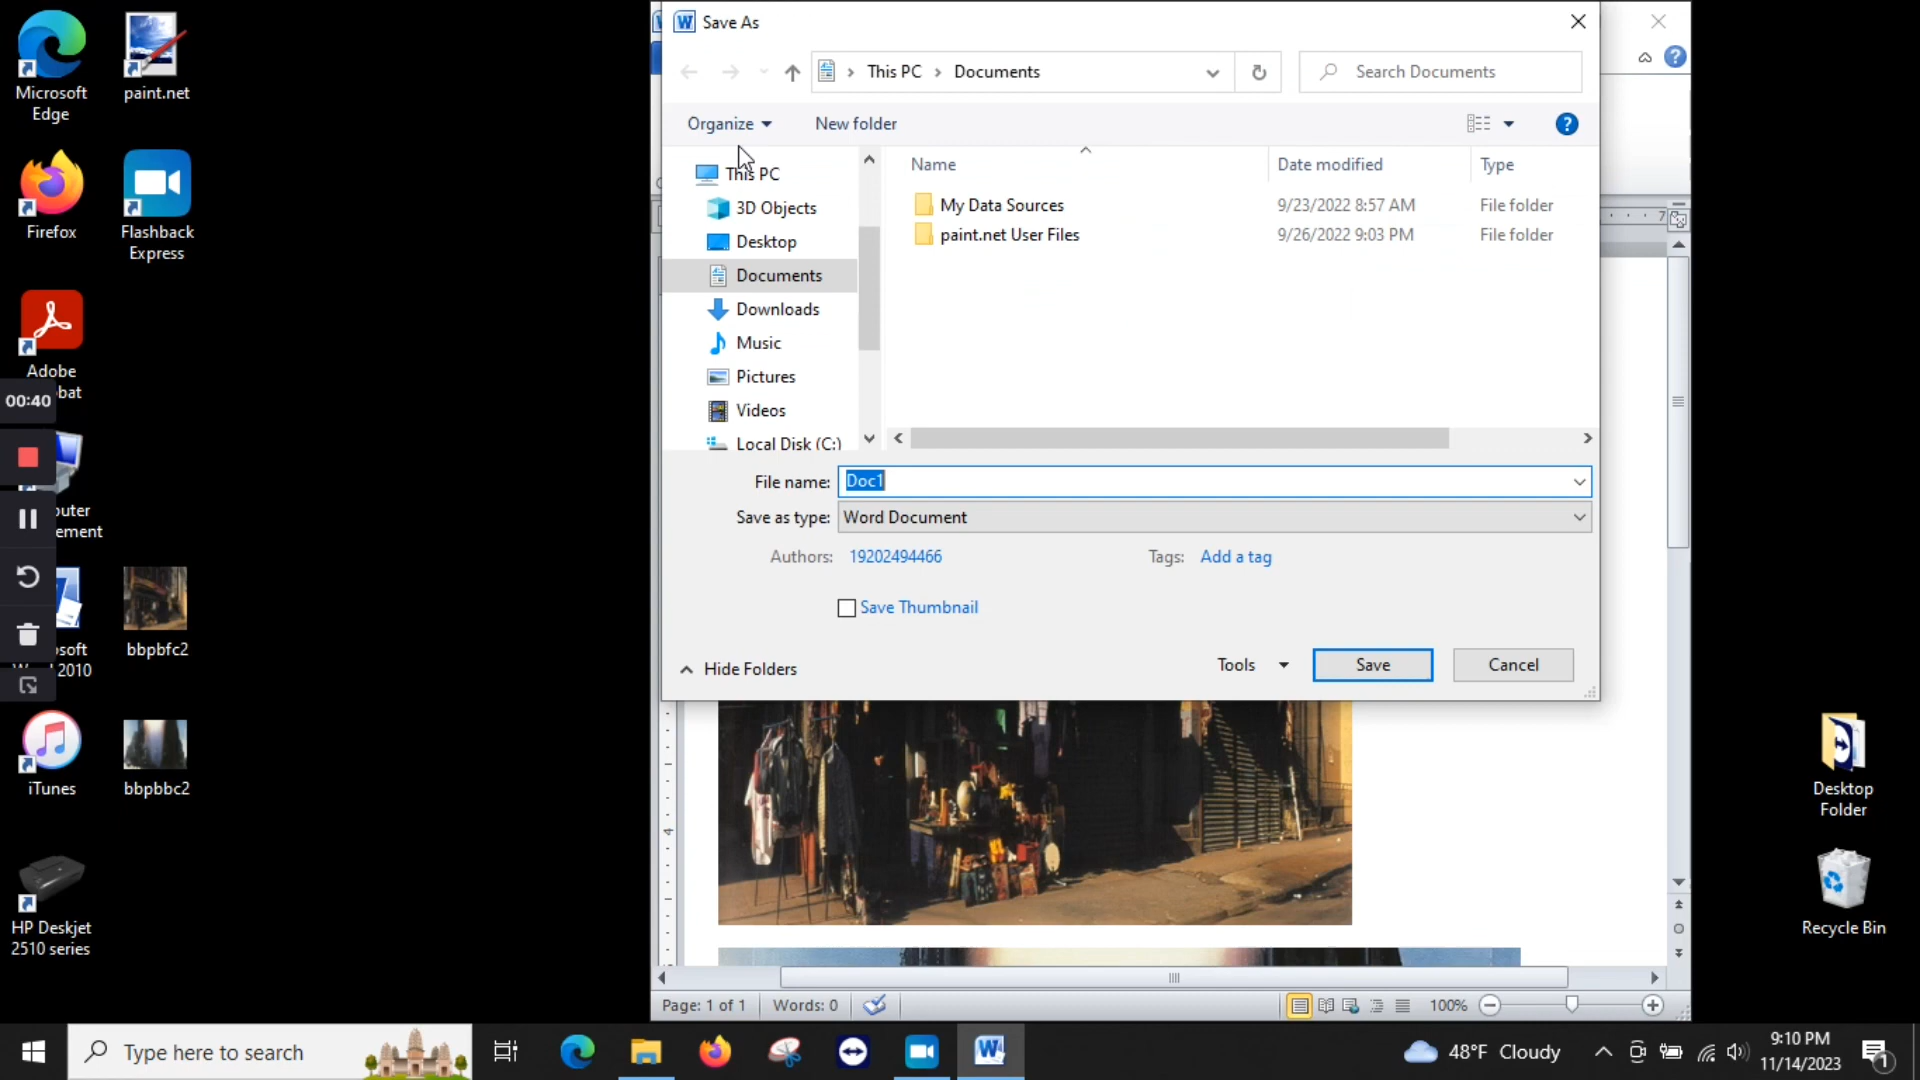 Microsoft
Edge
paint.net
Firefox
Flashback
Express
Adobe
bat
00:40
puter
ement
soft
W 2010
bbpbfc2
iTunes
bbpbbc2
HP Deskjet
2510 series
Save As
This PC
Documents
Search Documents
Organize
New folder
This PC
3D Objects
Desktop
Documents
Downloads
Music
Pictures
Videos
Local Disk (C:)
Name
Date modified
Type
My Data Sources
9/23/2022 8:57 AM
File folder
paint.net User Files
9/26/2022 9:03 PM
File folder
File name:
Doc1
Save as type:
Word Document
Authors:
19202494466
Tags:
Add a tag
Save Thumbnail
Hide Folders
Tools
Save
Cancel
7
4
Page: 1 of 1
Words: 0
100%
Desktop
Folder
Recycle Bin
Type here to search
48°F Cloudy
9:10 PM
11/14/2023
1